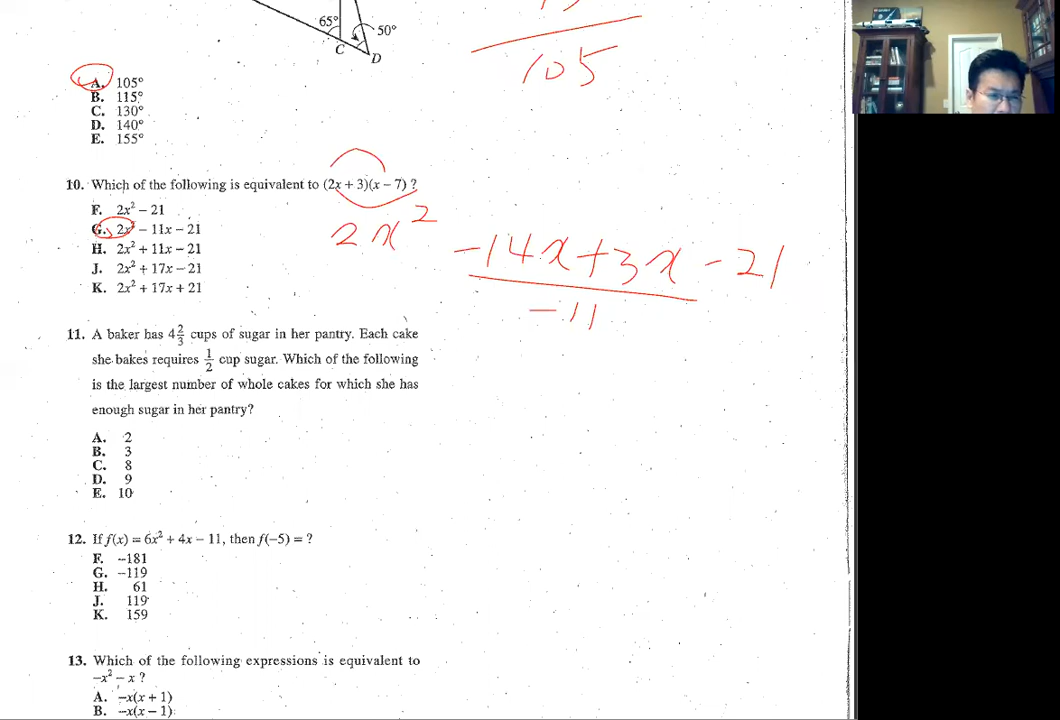 65°
50°
C
D
105
A. 105°
B. 115°
C. 130°
D. 140°
E. 155°
10. Which of the following is equivalent to (2x + 3)(x − 7) ?
F. 2x² − 21
G. 2x² − 11x − 21
H. 2x² + 11x − 21
J. 2x² + 17x − 21
K. 2x² + 17x + 21
2x² −14x+3x −21
−11
11. A baker has 4 2/3 cups of sugar in her pantry. Each cake
she bakes requires 1/2 cup sugar. Which of the following
is the largest number of whole cakes for which she has
enough sugar in her pantry?
A. 2
B. 3
C. 8
D. 9
E. 10
12. If f(x) = 6x² + 4x − 11, then f(−5) = ?
F. −181
G. −119
H. 61
J. 119
K. 159
13. Which of the following expressions is equivalent to
−x² − x ?
A. −x(x + 1)
B. −x(x − 1)